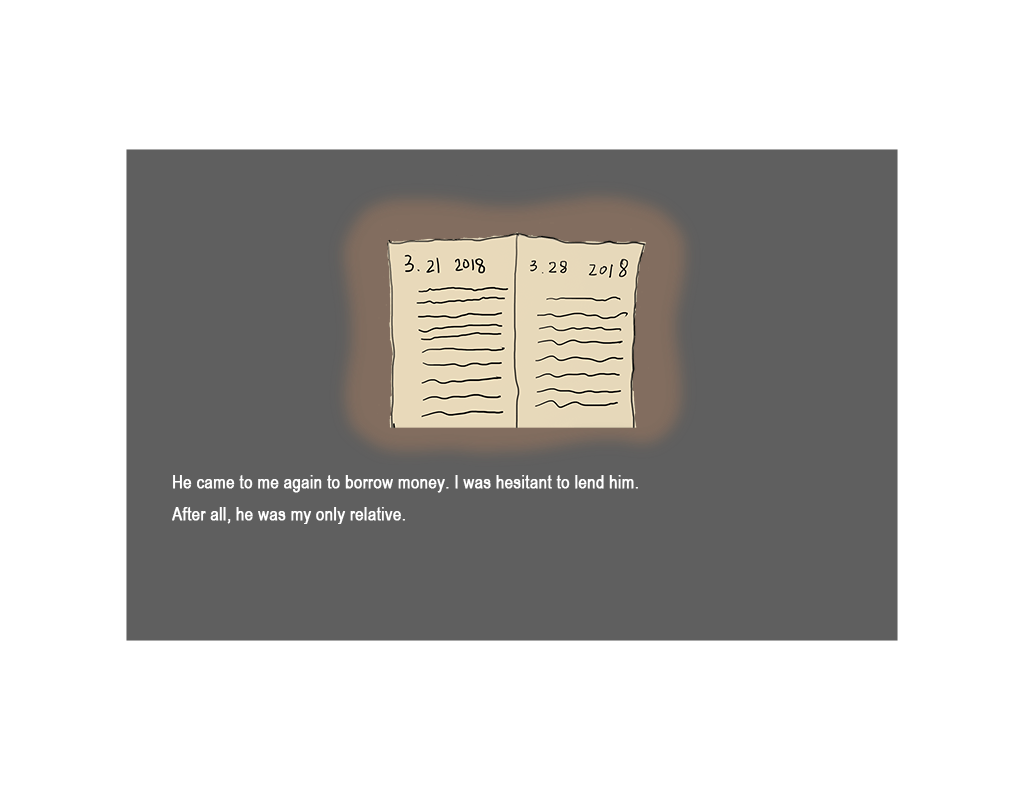 3. 21 2018
3. 28 2018
He came to me again to borrow money. I was hesitant to lend him.
After all, he was my only relative.